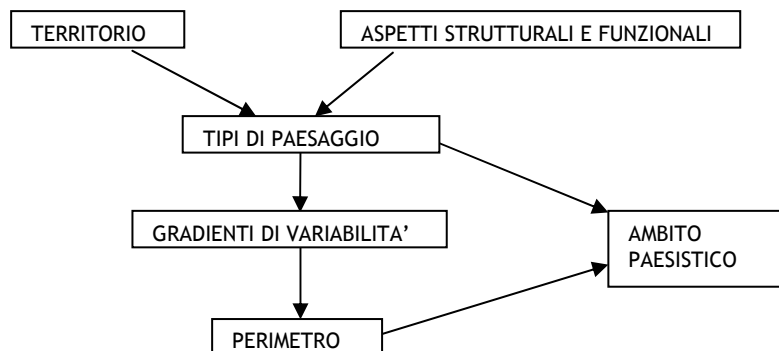 TERRITORIO
ASPETTI STRUTTURALI E FUNZIONALI
TIPI DI PAESAGGIO
GRADIENTI DI VARIABILITA’
AMBITO
PAESISTICO
PERIMETRO